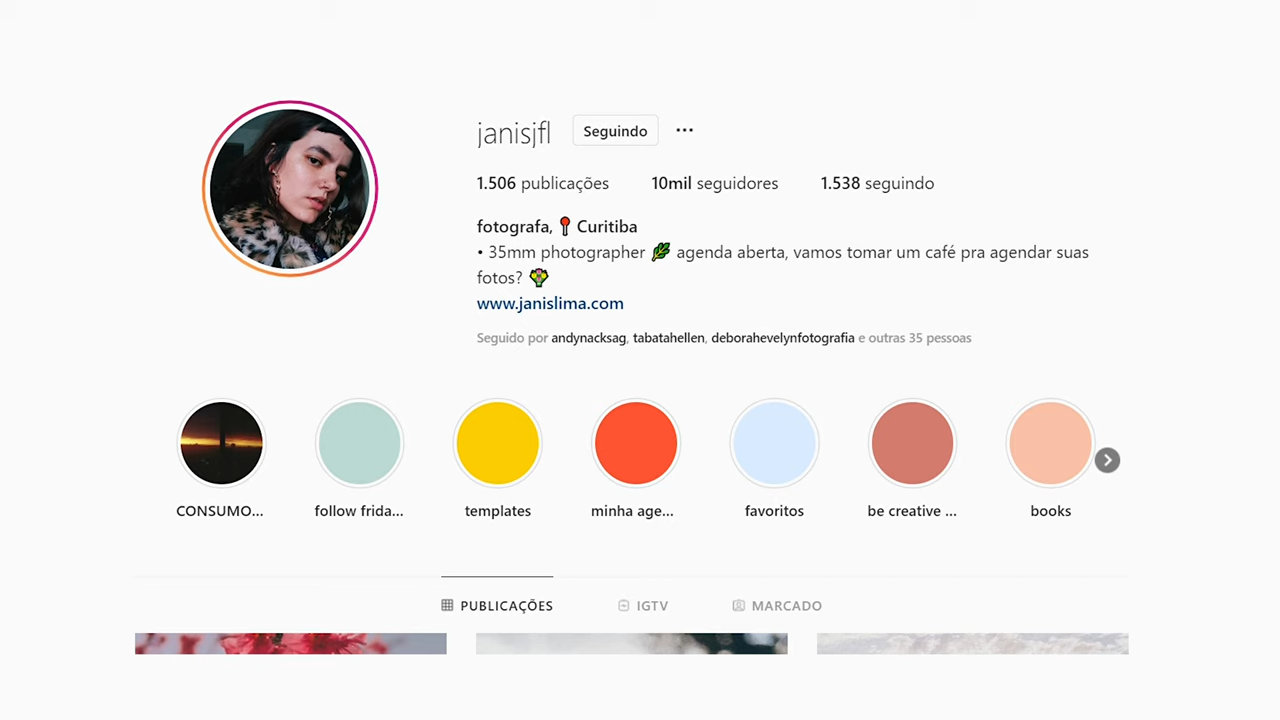 janisjfl Seguindo
1.506 publicações 10mil seguidores 1.538 seguindo
fotografa, 📍 Curitiba
• 35mm photographer 🌿 agenda aberta, vamos tomar um café pra agendar suas
fotos? 💐
www.janislima.com
Seguido por andynacksag, tabatahellen, deborahevelynfotografia e outras 35 pessoas
CONSUMO... follow frida... templates minha age... favoritos be creative ... books
PUBLICAÇÕES IGTV MARCADO